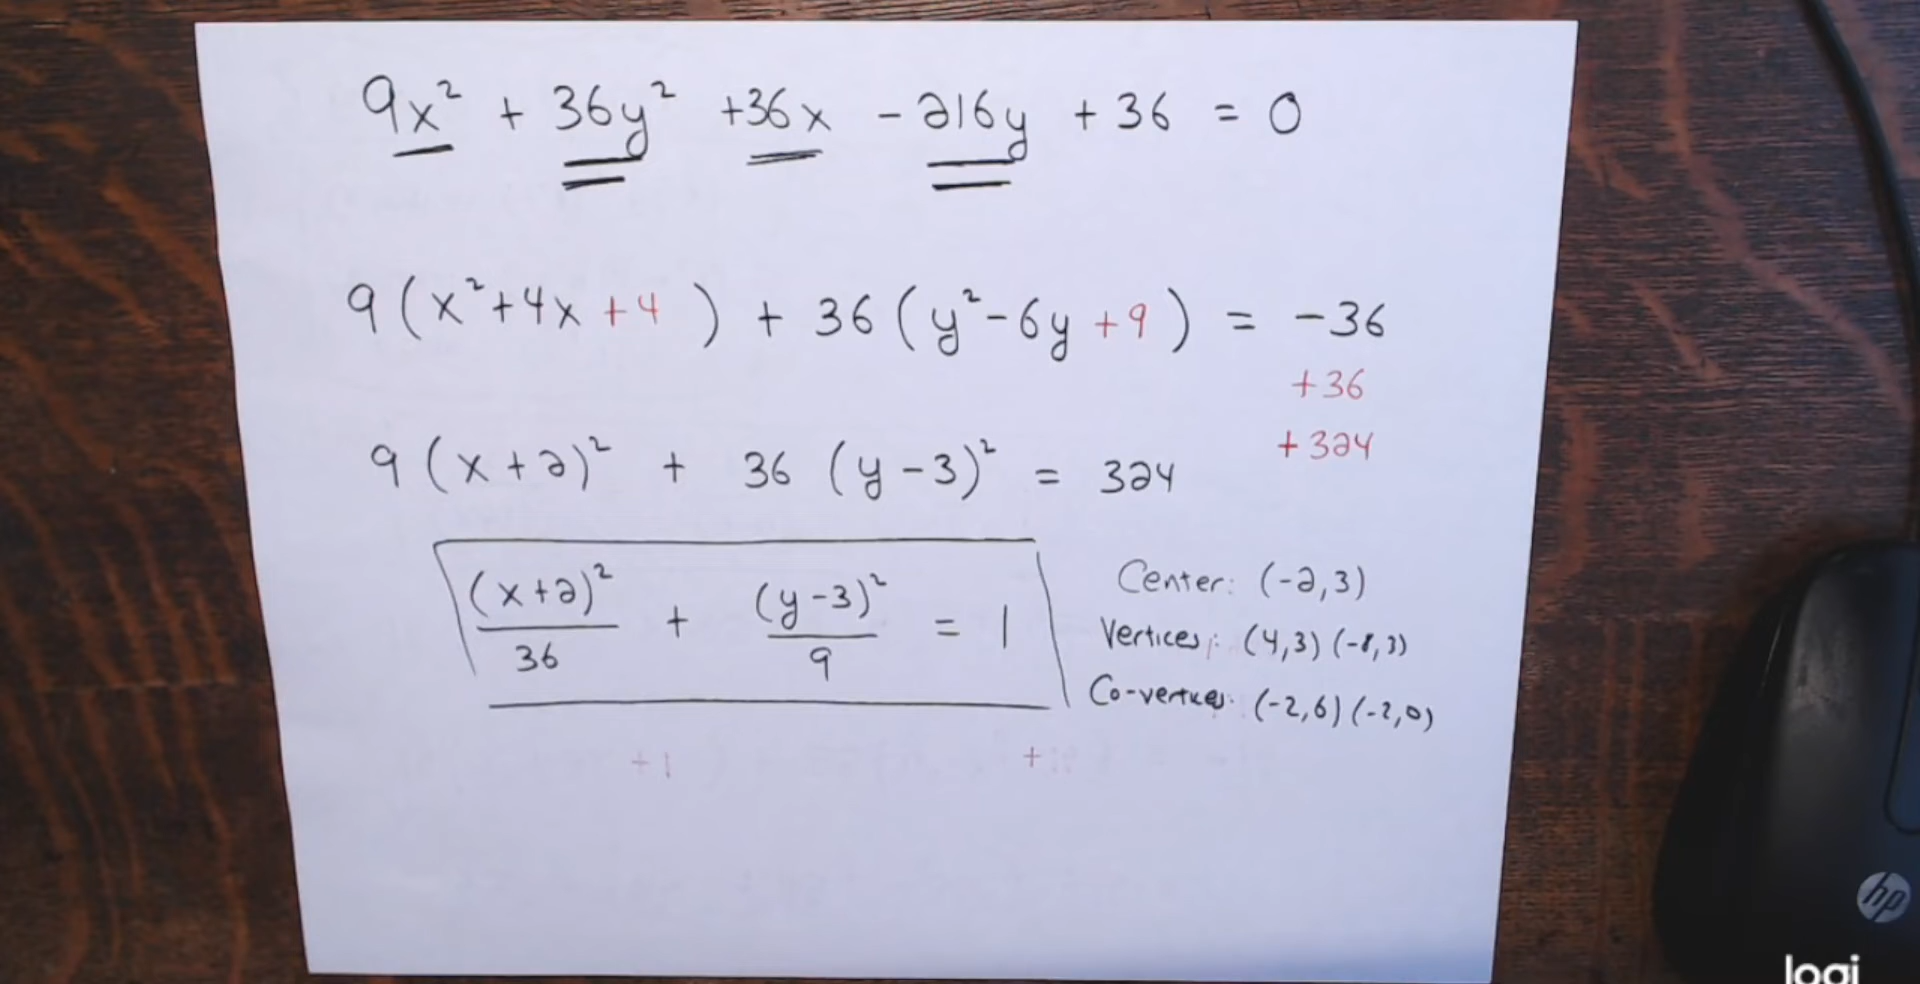 9x² + 36y² +36x - 216y + 36 = 0
9(x²+4x +4 ) + 36(y²-6y +9 ) = -36
+36
+324
9(x+2)² + 36(y-3)² = 324
(x+2)²/36 + (y-3)²/9 = 1
Center: (-2,3)
Vertices: (4,3) (-8,3)
Co-vertices: (-2,6) (-2,0)
+1
hp
logi